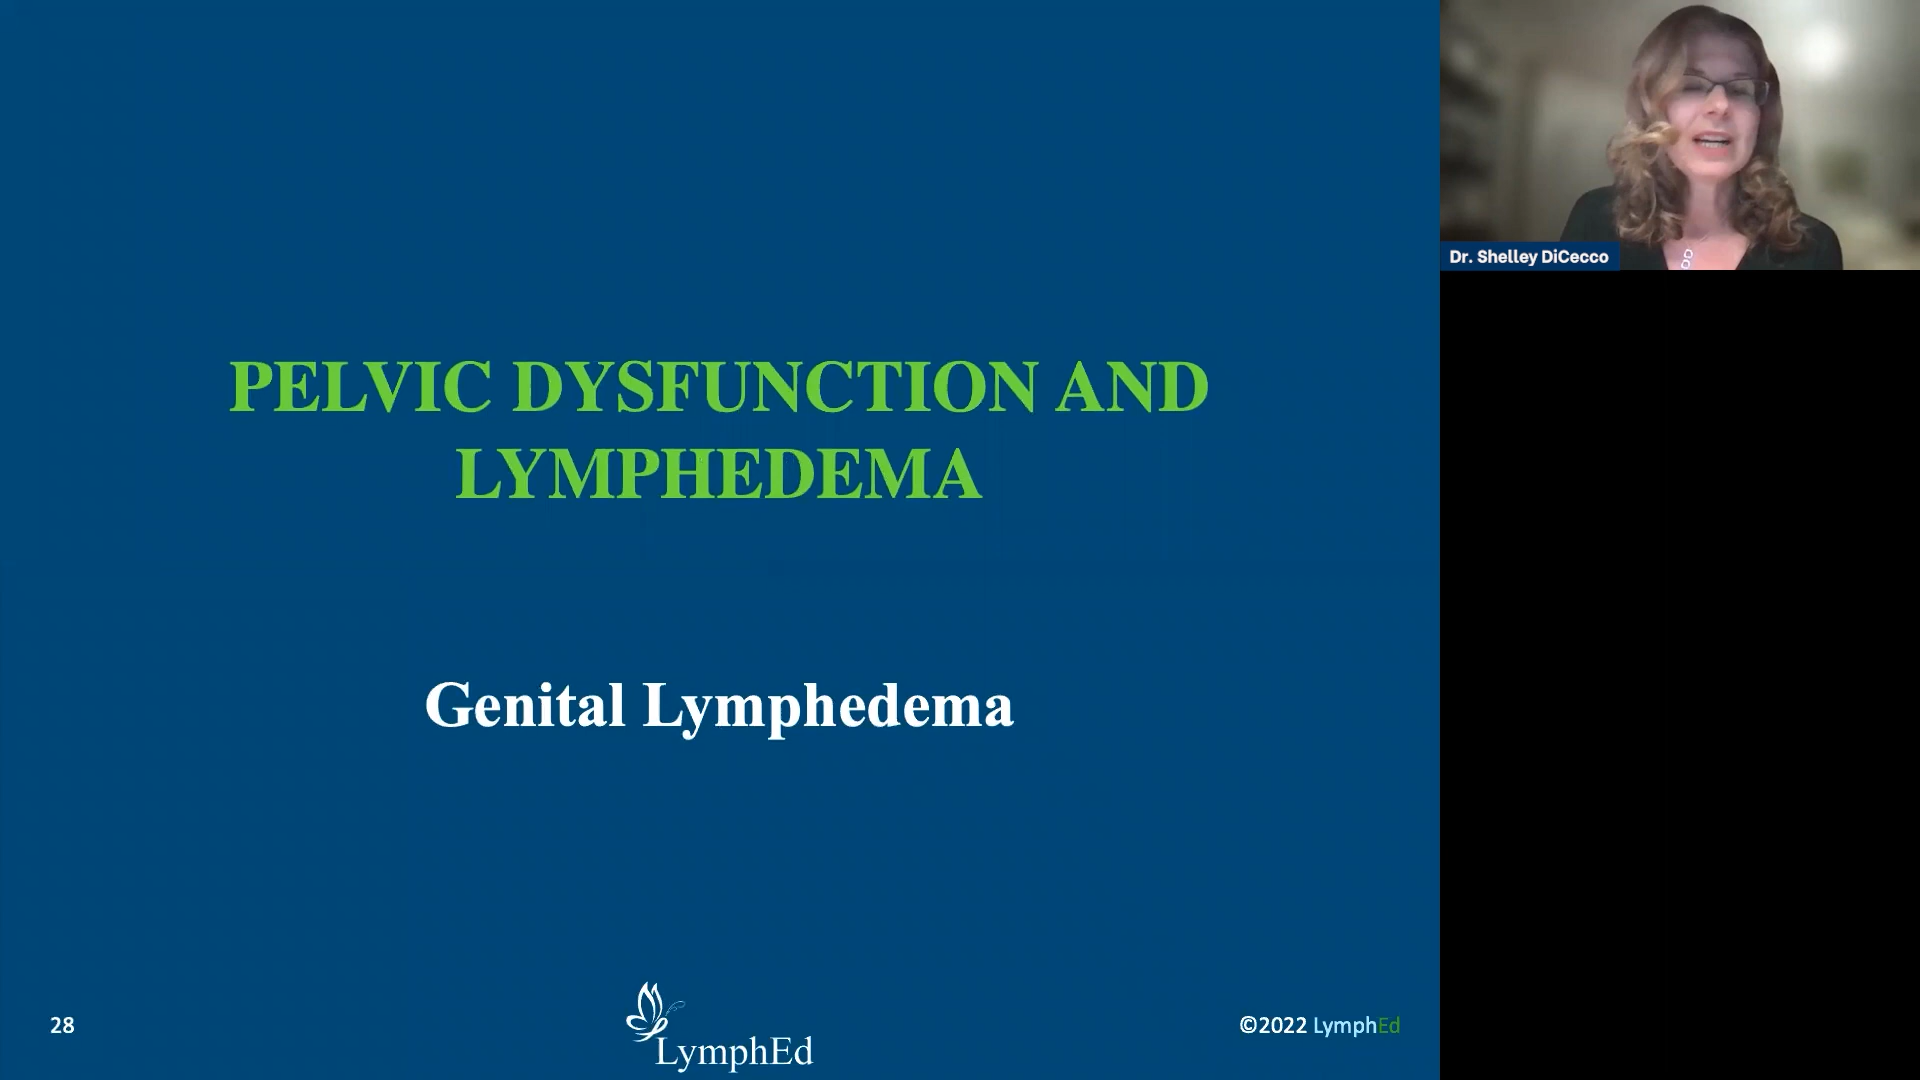 PELVIC DYSFUNCTION AND
LYMPHEDEMA
Genital Lymphedema
28
LymphEd
©2022 LymphEd
Dr. Shelley DiCecco